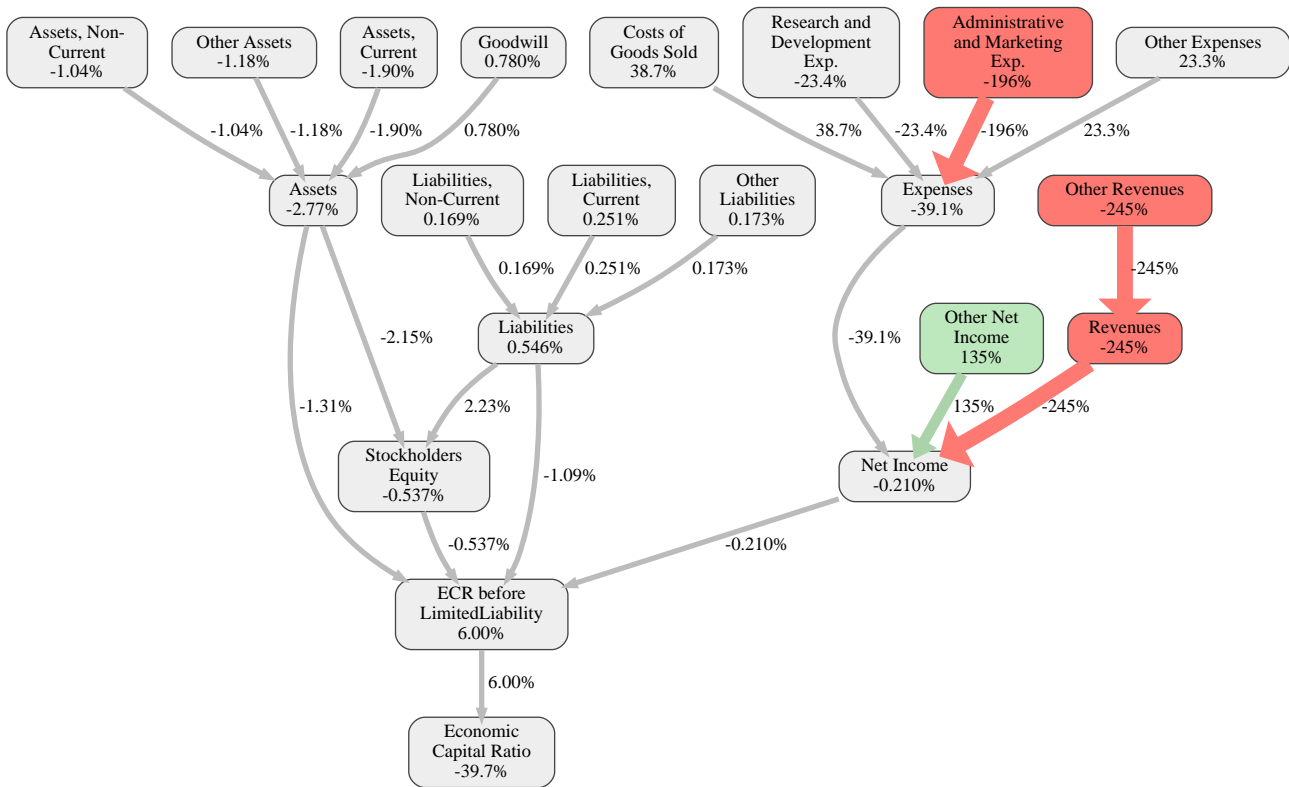 Assets, Non-
Current
-1.04%
Other Assets
-1.18%
Assets,
Current
-1.90%
Goodwill
0.780%
Costs of
Goods Sold
38.7%
Research and
Development
Exp.
-23.4%
Administrative
and Marketing
Exp.
-196%
Other Expenses
23.3%
-1.04%
-1.18%
-1.90%
0.780%
38.7%
-23.4%
-196%
23.3%
Assets
-2.77%
Liabilities,
Non-Current
0.169%
Liabilities,
Current
0.251%
Other
Liabilities
0.173%
Expenses
-39.1%
Other Revenues
-245%
0.169%
0.251%
0.173%
-245%
Liabilities
0.546%
-2.15%
-39.1%
Other Net
Income
135%
Revenues
-245%
-1.31%
2.23%
135%
-245%
Stockholders
Equity
-0.537%
-1.09%
Net Income
-0.210%
-0.537%
-0.210%
ECR before
LimitedLiability
6.00%
6.00%
Economic
Capital Ratio
-39.7%